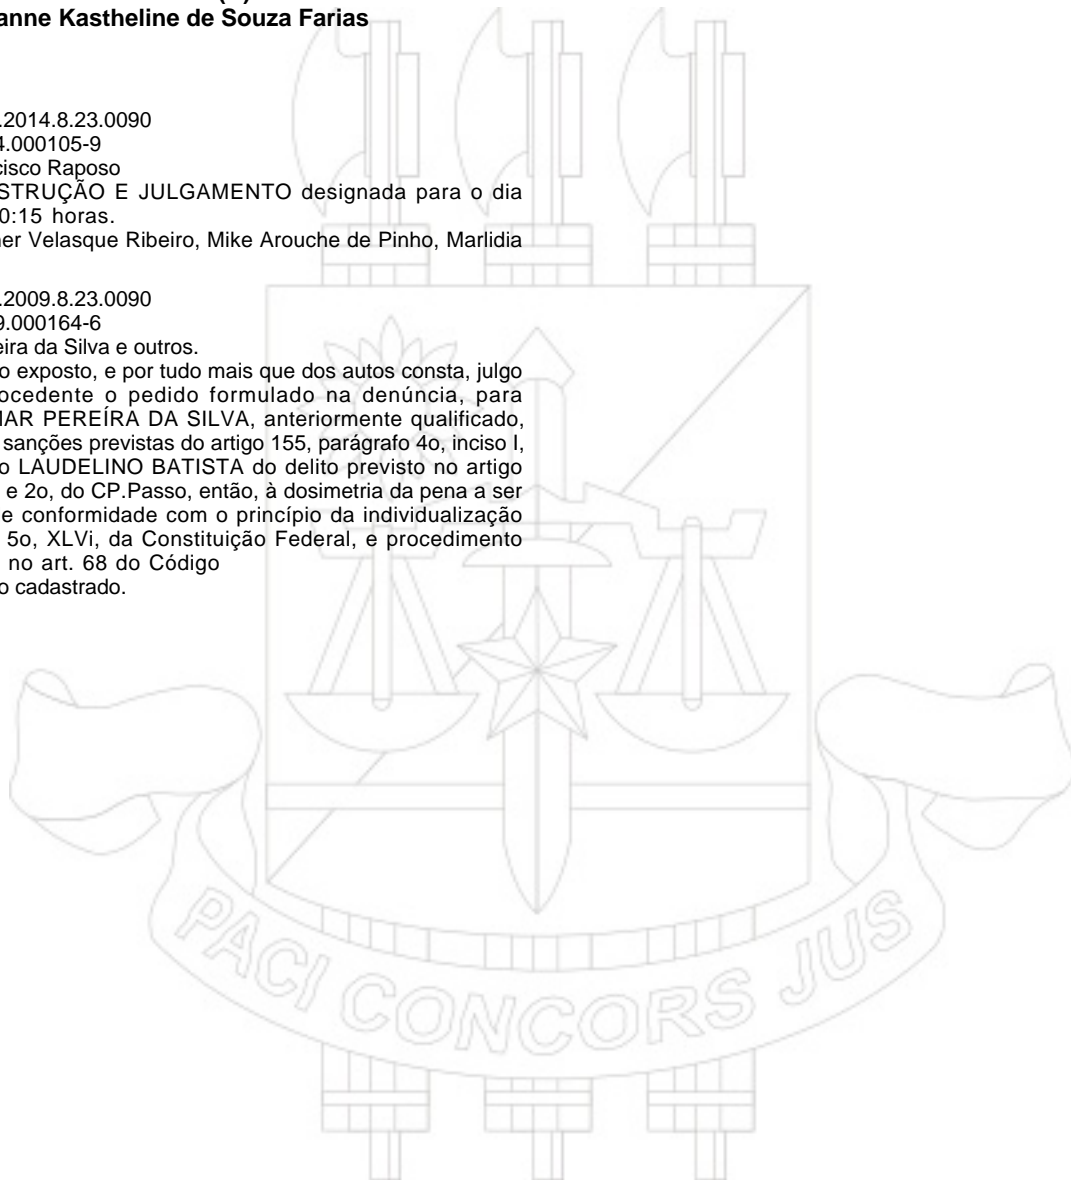 anne Kastheline de Souza Farias
.2014.8.23.0090
4.000105-9
cisco Raposo
STRUÇÃO E JULGAMENTO designada para o dia
0:15 horas.
ner Velasque Ribeiro, Mike Arouche de Pinho, Marlidia
.2009.8.23.0090
9.000164-6
eira da Silva e outros.
o exposto, e por tudo mais que dos autos consta, julgo
ocedente o pedido formulado na denúncia, para
MAR PEREÍRA DA SILVA, anteriormente qualificado,
sanções previstas do artigo 155, parágrafo 4o, inciso I,
o LAUDELINO BATISTA do delito previsto no artigo
e 2o, do CP.Passo, então, à dosimetria da pena a ser
e conformidade com o princípio da individualização
5o, XLVi, da Constituição Federal, e procedimento
no art. 68 do Código
o cadastrado.
PACI CONCORS JUS